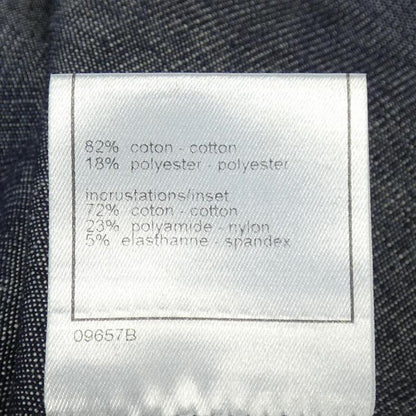 82% coton - cotton
18% polyester - polyester
incrustations/inset
72% coton - cotton
23% polyamide - nylon
5% elasthanne - spandex
09657B